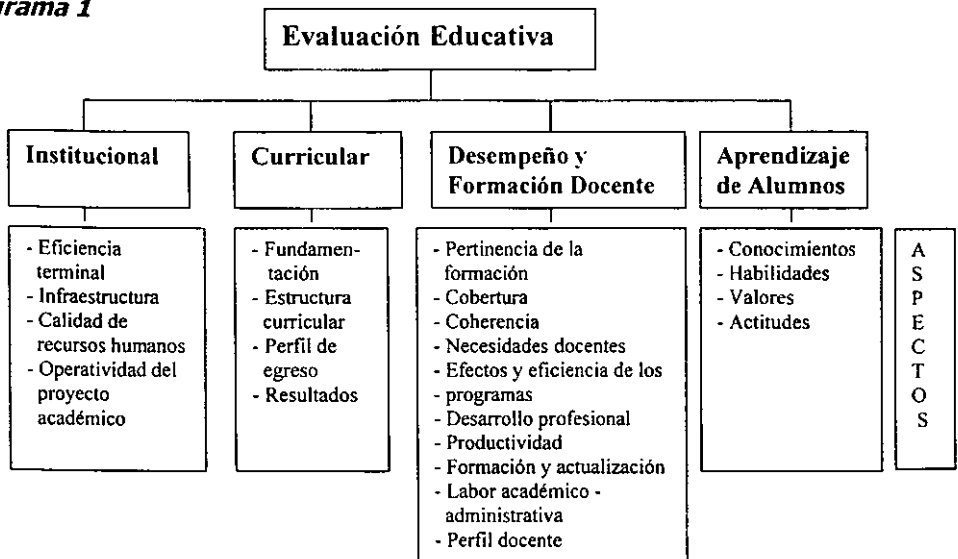 grama 1
Evaluación Educativa
Institucional
Curricular
Desempeño y
Formación Docente
Aprendizaje
de Alumnos
- Eficiencia
terminal
- Infraestructura
- Calidad de
recursos humanos
- Operatividad del
proyecto
académico
- Fundamen-
tación
- Estructura
curricular
- Perfil de
egreso
- Resultados
- Pertinencia de la
formación
- Cobertura
- Coherencia
- Necesidades docentes
- Efectos y eficiencia de los
- programas
- Desarrollo profesional
- Productividad
- Formación y actualización
- Labor académico -
administrativa
- Perfil docente
- Conocimientos
- Habilidades
- Valores
- Actitudes
A
S
P
E
C
T
O
S